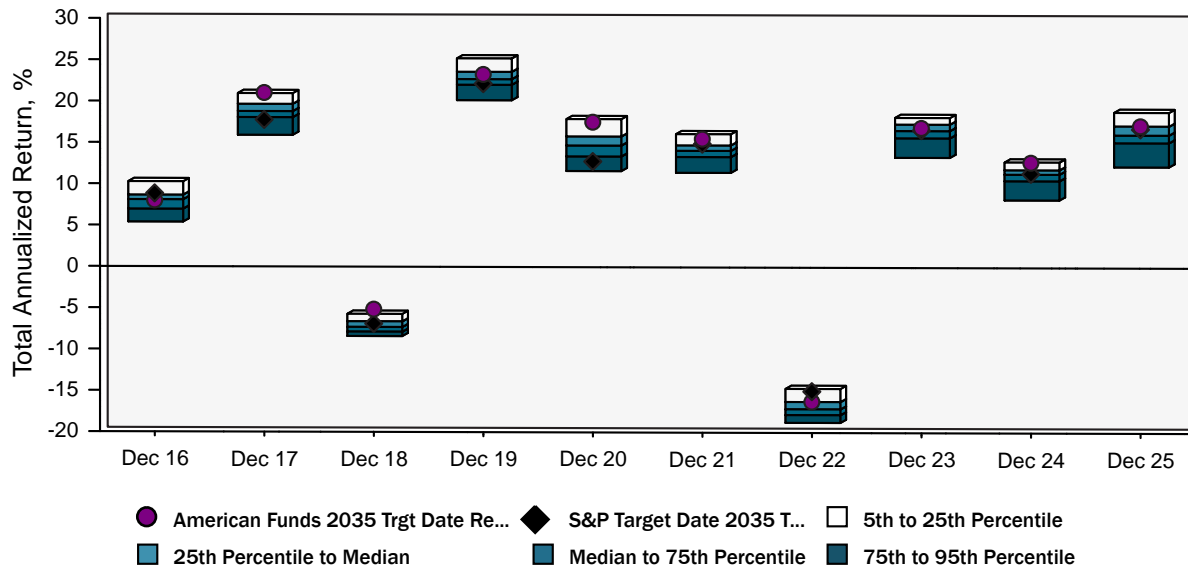 Total Annualized Return, %
30
25
20
15
10
5
0
-5
-10
-15
-20
Dec 16 Dec 17 Dec 18 Dec 19 Dec 20 Dec 21 Dec 22 Dec 23 Dec 24 Dec 25
American Funds 2035 Trgt Date Re... S&P Target Date 2035 T... 5th to 25th Percentile
25th Percentile to Median Median to 75th Percentile 75th to 95th Percentile